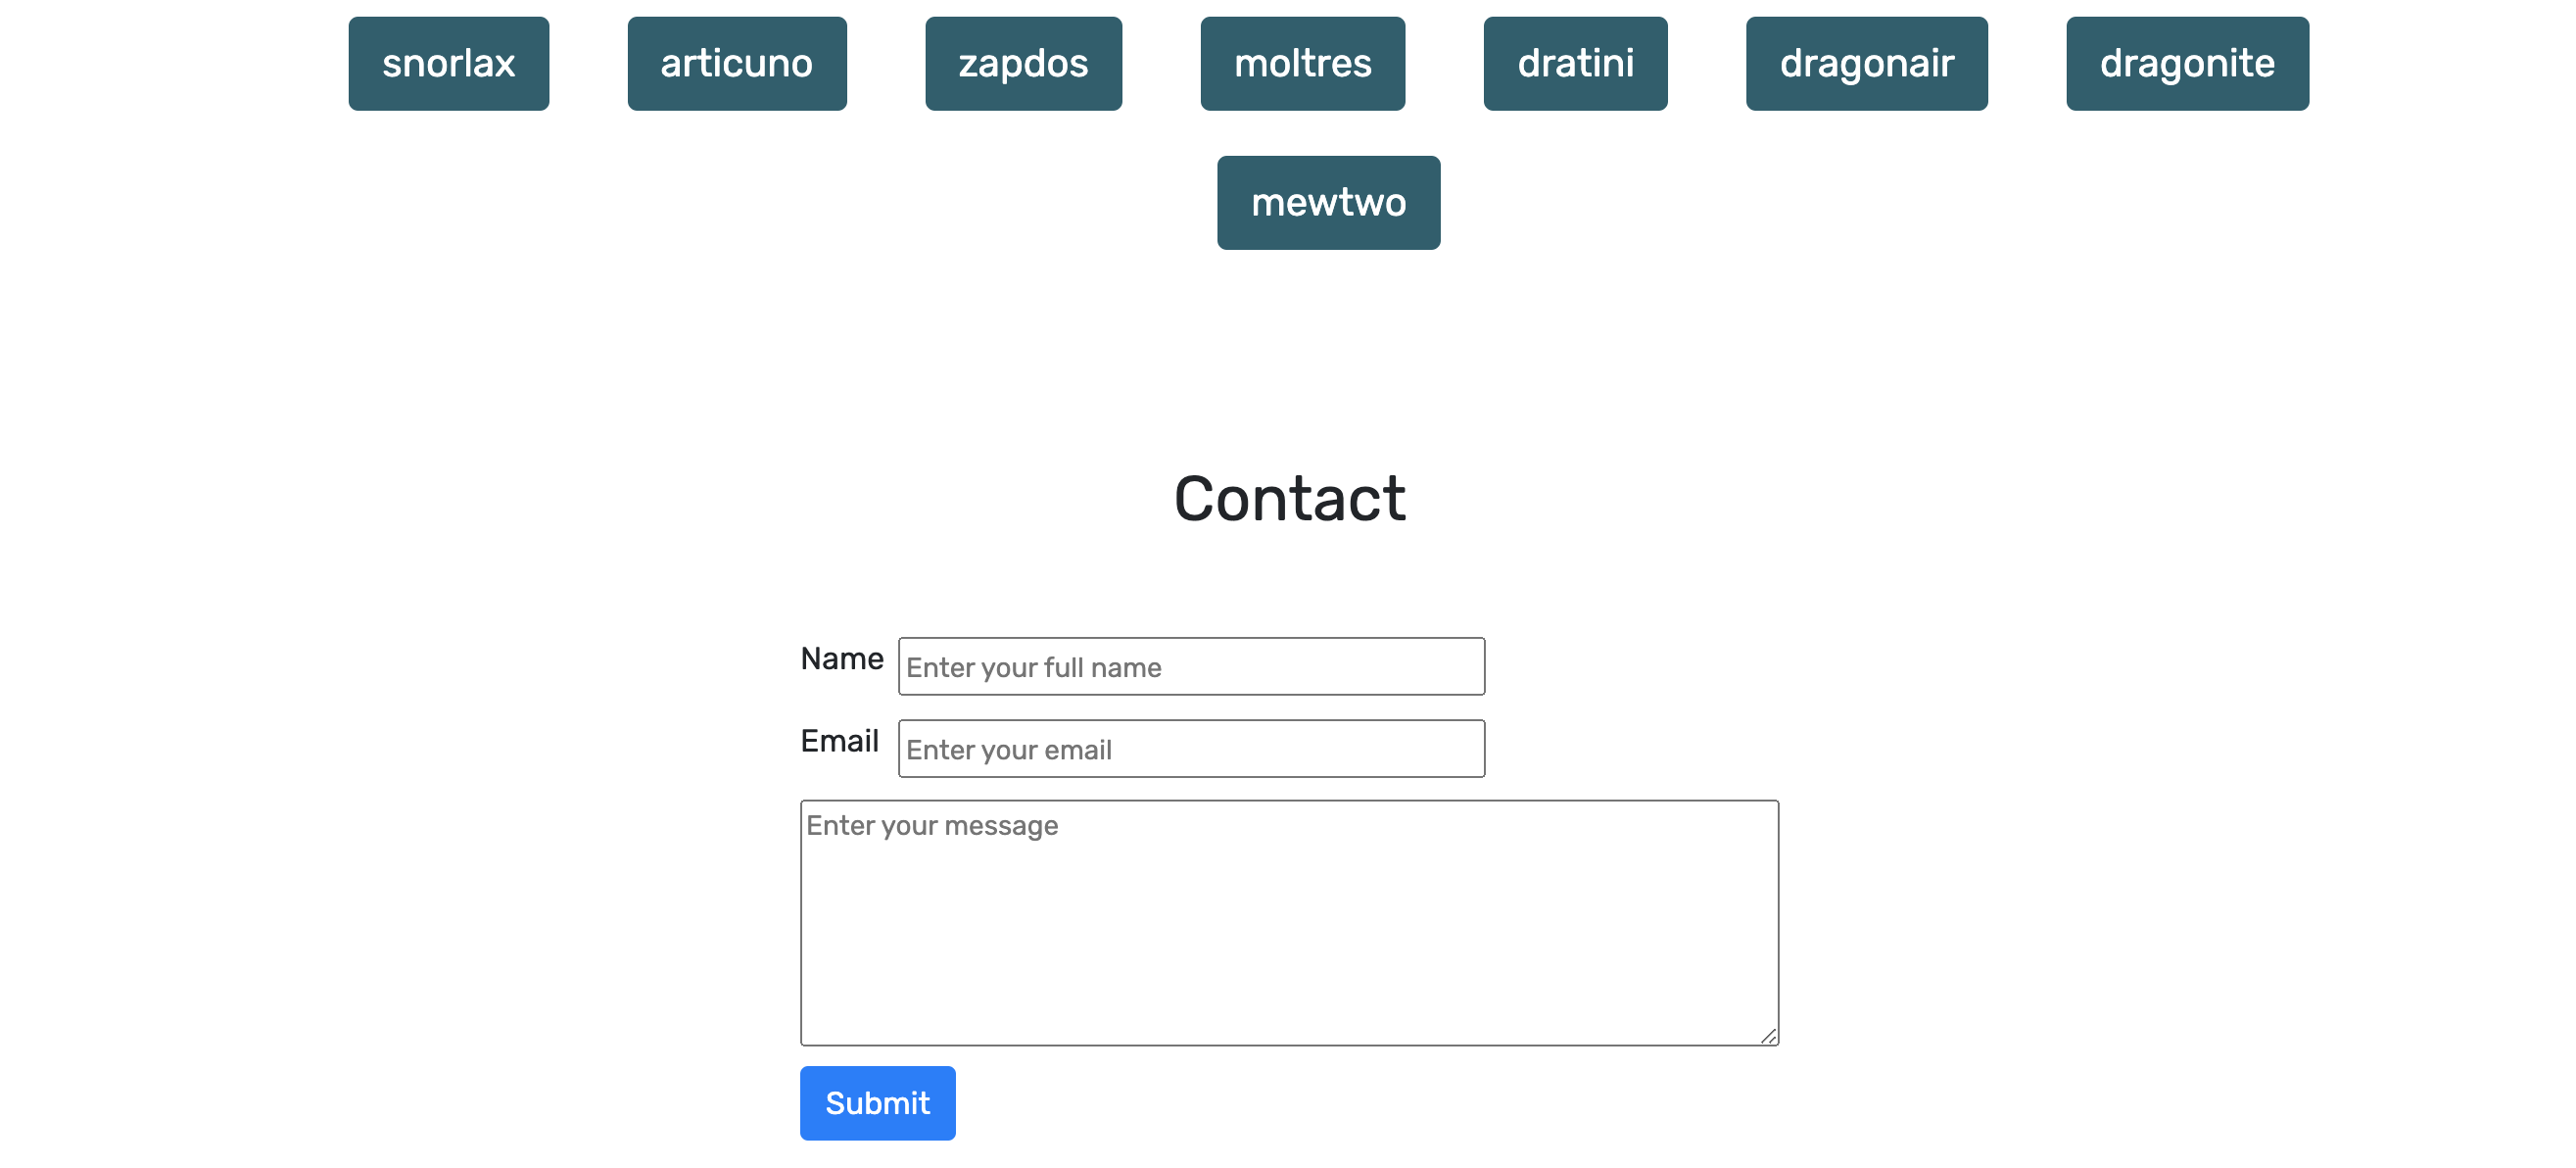 snorlax articuno zapdos moltres dratini dragonair dragonite
mewtwo
Contact
Name Enter your full name
Email Enter your email
Enter your message
Submit